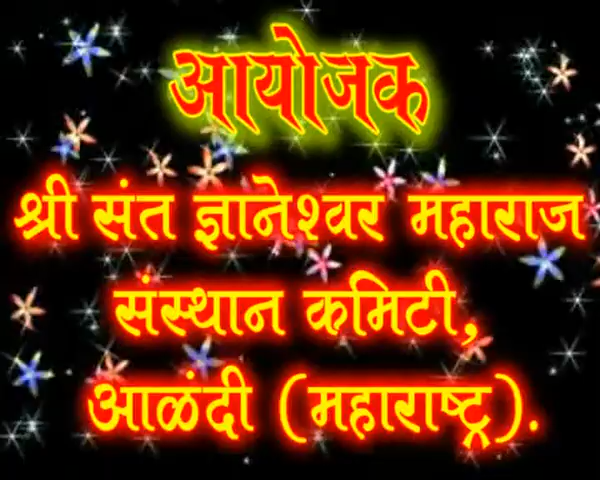 आयोजक
श्री संत ज्ञानेश्वर महाराज
संस्थान कमिटी,
आळंदी (महाराष्ट्र).